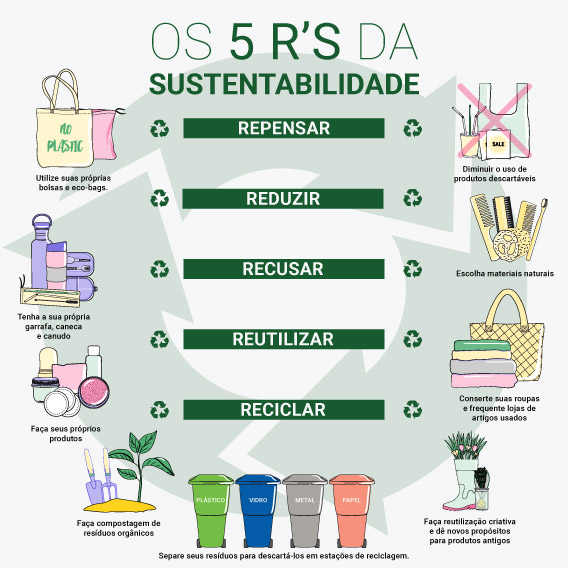 OS 5 R'S DA
SUSTENTABILIDADE
REPENSAR
REDUZIR
RECUSAR
REUTILIZAR
RECICLAR
NO
PLASTIC
Utilize suas próprias
bolsas e eco-bags.
Tenha a sua própria
garrafa, caneca
e canudo
Faça seus próprios
produtos
Faça compostagem de
resíduos orgânicos
SALE
Diminuir o uso de
produtos descartáveis
Escolha materiais naturais
Conserte suas roupas
e frequente lojas de
artigos usados
Faça reutilização criativa
e dê novos propósitos
para produtos antigos
PLÁSTICO
VIDRO
METAL
PAPEL
Separe seus resíduos para descartá-los em estações de reciclagem.